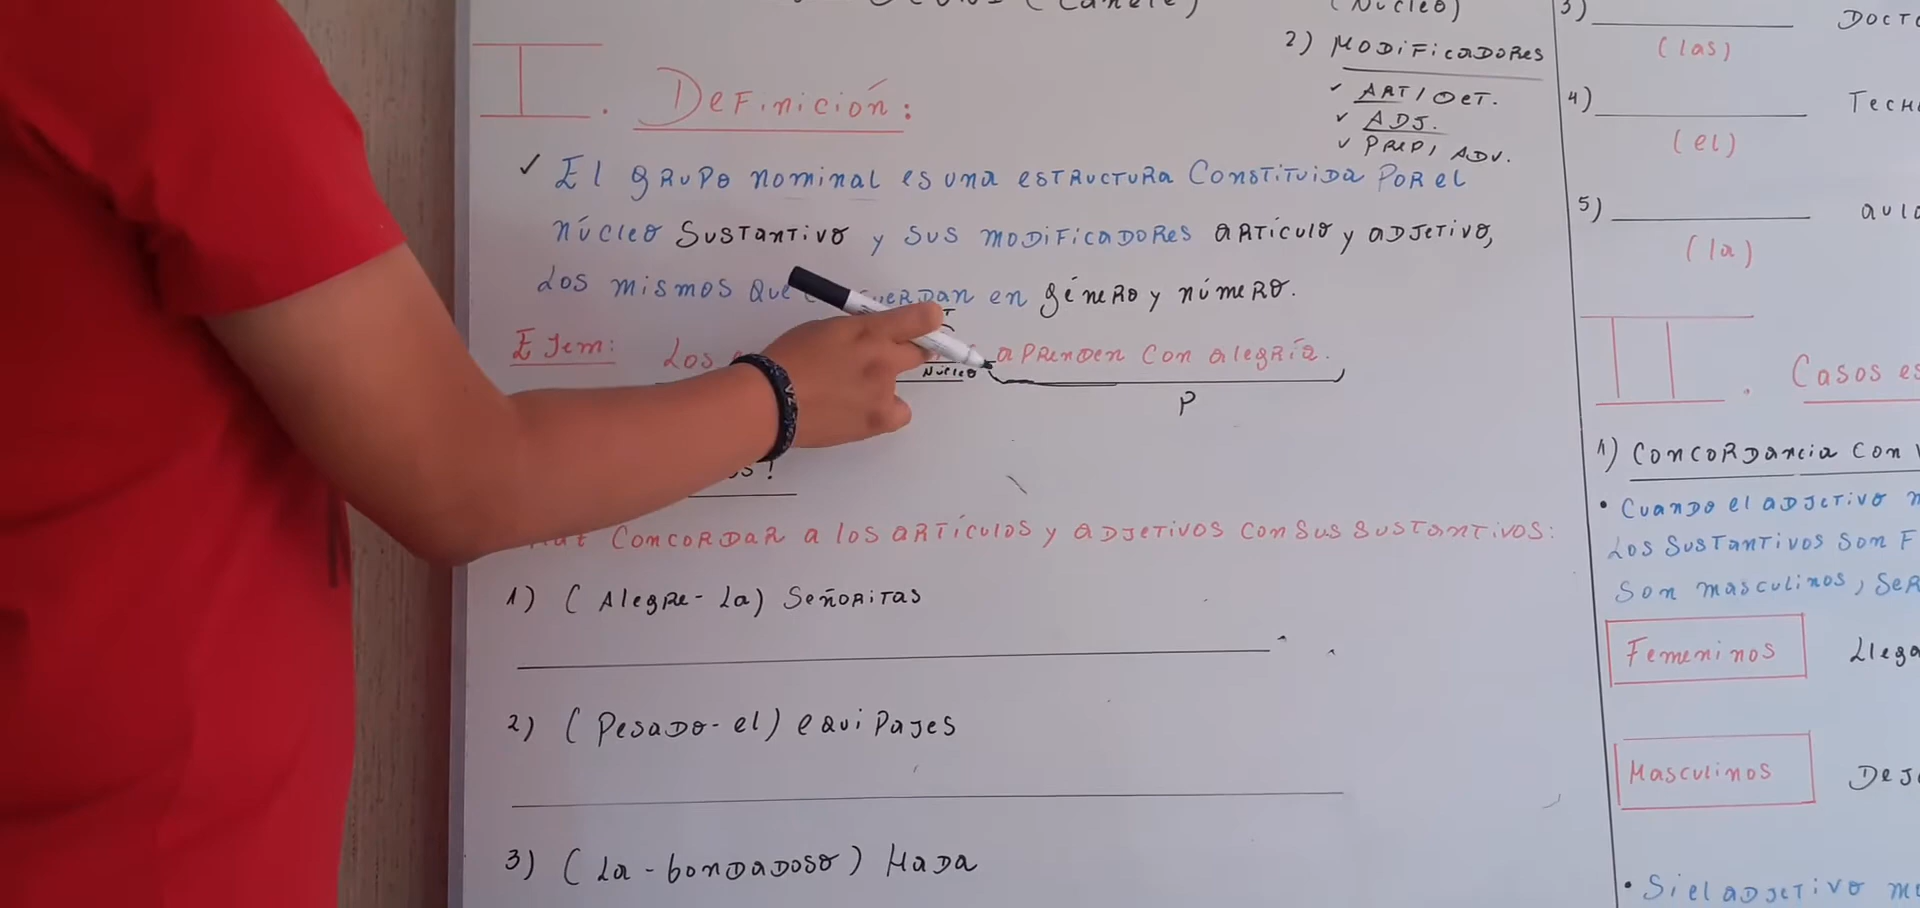 (Núcleo)
2) Modificadores
✓ ART / Det.
✓ ADJ.
✓ PREP, ADV.
I. Definición:
✓ El grupo nominal es una estructura constituida por el
núcleo sustantivo y sus modificadores artículo y adjetivo,
Los mismos que en género y número.
Ejem: Los aprenden con alegría.
Núcleo
P
concordar a los artículos y adjetivos con sus sustantivos:
1) (Alegre- La) Señoritas
2) (Pesado- el) equipajes
3) (La - bondadoso) Hada
3)
(las)
4)
(el)
5)
(la)
II. Casos
1) Concordancia con
• Cuando el adjetivo
Los sustantivos son F
Son masculinos,
Femeninos
Masculinos
• Si el adjetivo